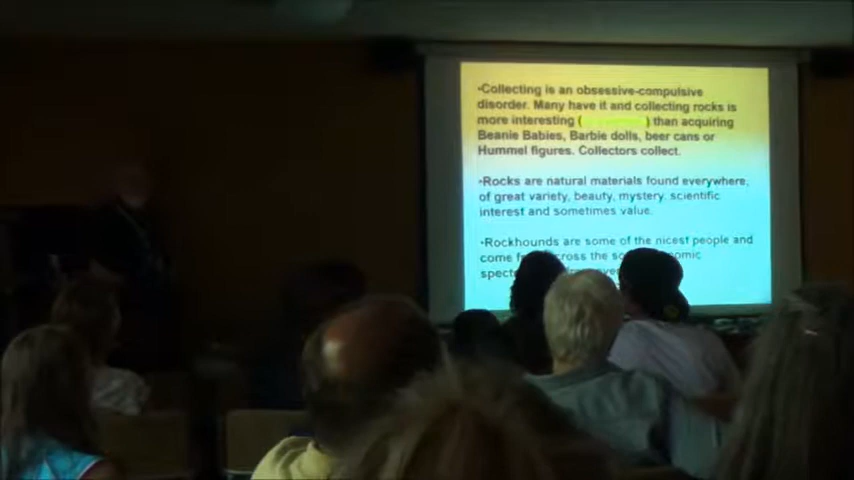 •Collecting is an obsessive-compulsive
disorder. Many have it and collecting rocks is
more interesting ( ) than acquiring
Beanie Babies, Barbie dolls, beer cans or
Hummel figures. Collectors collect.
•Rocks are natural materials found everywhere,
of great variety, beauty, mystery, scientific
interest and sometimes value.
•Rockhounds are some of the nicest people and
come across the